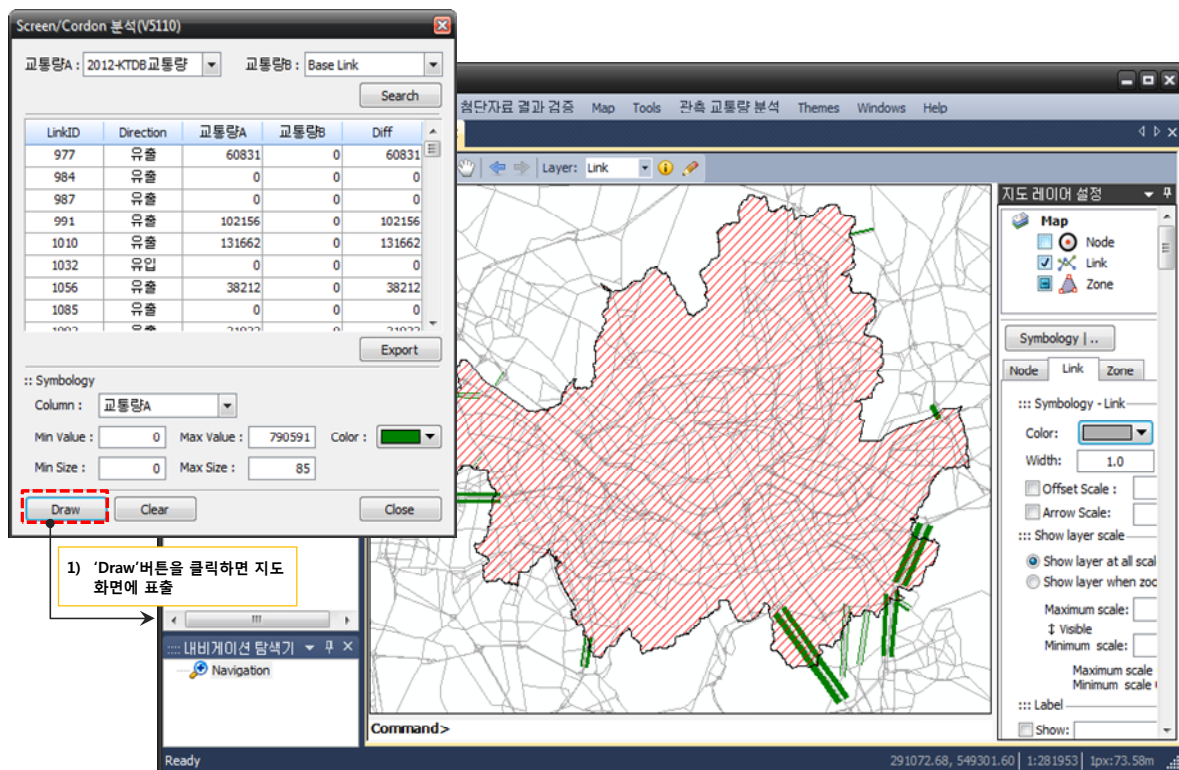 Screen/Cordon 분석(V5110)
교통량A : 2012-KTDB교통량 교통량B : Base Link
Search
LinkID Direction 교통량A 교통량B Diff
977 유출 60831 0 60831
984 유출 0 0 0
987 유출 0 0 0
991 유출 102156 0 102156
1010 유출 131662 0 131662
1032 유입 0 0 0
1056 유출 38212 0 38212
1085 유출 0 0 0
Export
:: Symbology
Column : 교통량A
Min Value : 0 Max Value : 790591 Color :
Min Size : 0 Max Size : 85
Draw Clear Close
1) ‘Draw’버튼을 클릭하면 지도
화면에 표출
첨단자료 결과 검증 Map Tools 관측 교통량 분석 Themes Windows Help
Layer: Link
지도 레이어 설정
Map
Node
Link
Zone
Symbology | ..
Node Link Zone
::: Symbology - Link
Color:
Width: 1.0
Offset Scale :
Arrow Scale:
::: Show layer scale
Show layer at all scal
Show layer when zoo
Maximum scale:
↕ Visible
Minimum scale:
Maximum scale
Minimum scale
::: Label
Show:
내비게이션 탐색기
Navigation
Command>
Ready
291072.68, 549301.60 1:281953 1px:73.58m